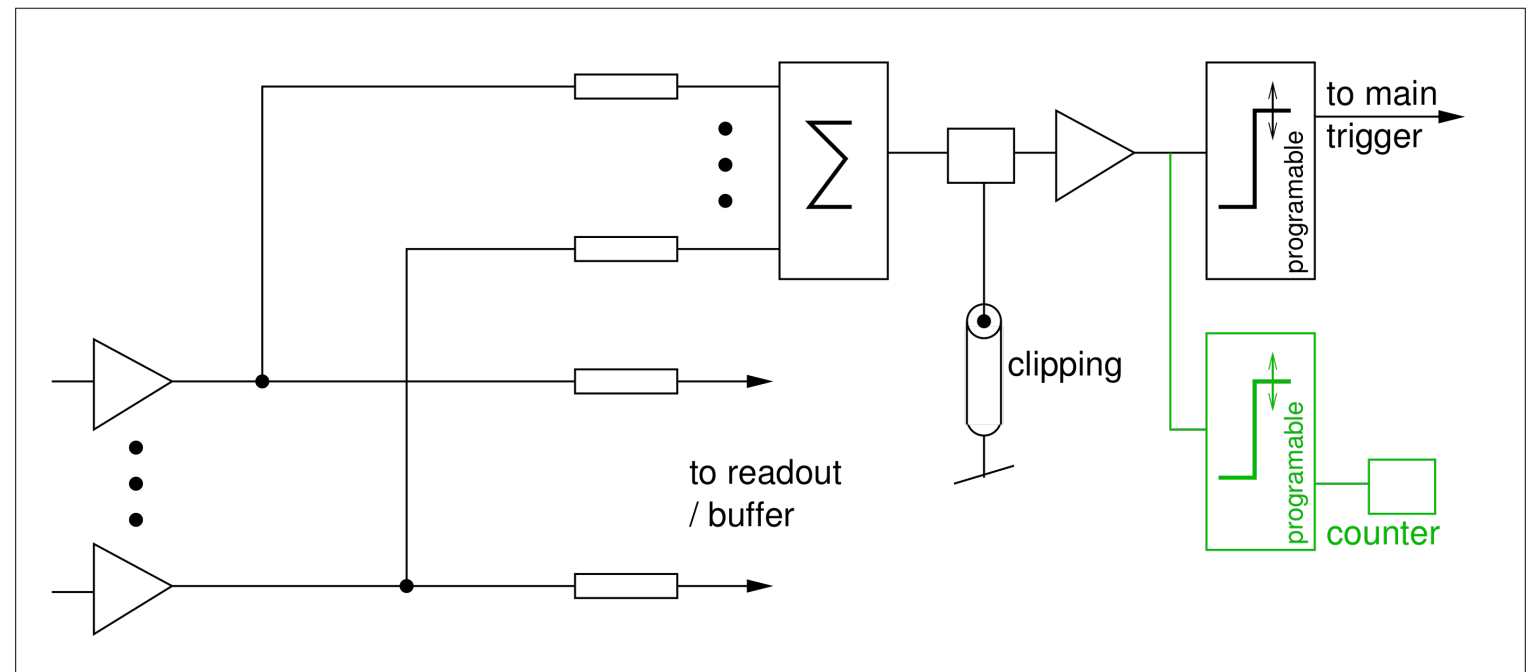 to main
trigger
programable
Σ
clipping
to readout
/ buffer
programable
counter